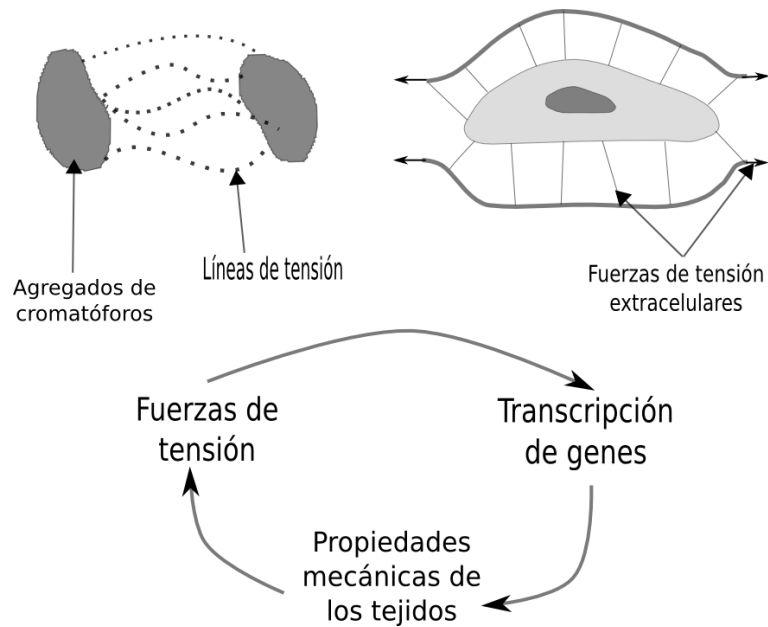 Agregados de
cromatóforos
Líneas de tensión
Fuerzas de tensión
extracelulares
Fuerzas de
tensión
Transcripción
de genes
Propiedades
mecánicas de
los tejidos